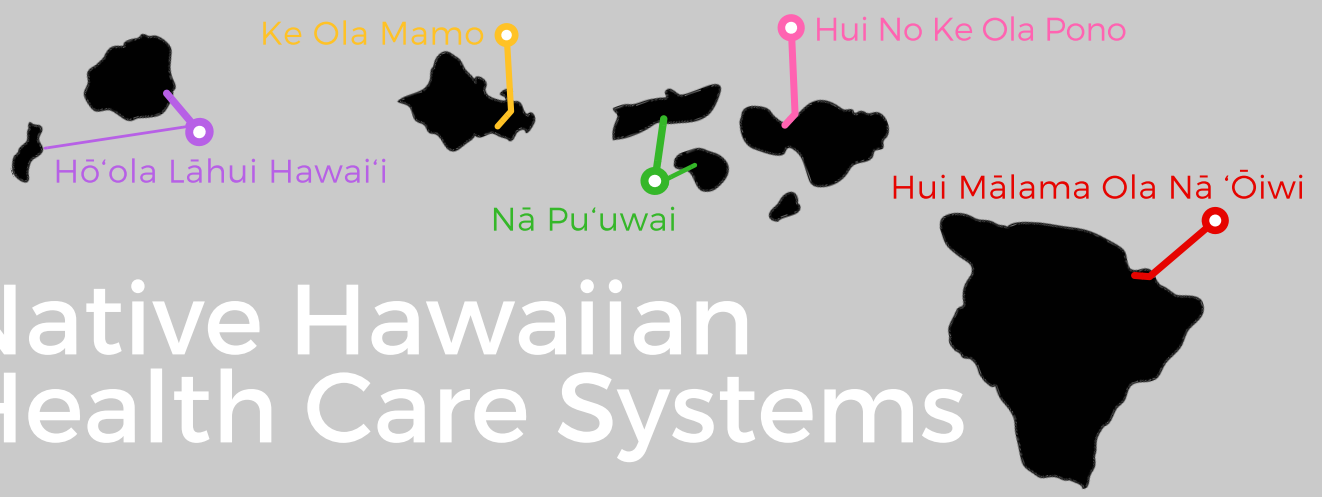 Ke Ola Mamo
Hui No Ke Ola Pono
Hōʻola Lāhui Hawaiʻi
Hui Mālama Ola Nā ʻŌiwi
Nā Puʻuwai
Native Hawaiian
Health Care Systems